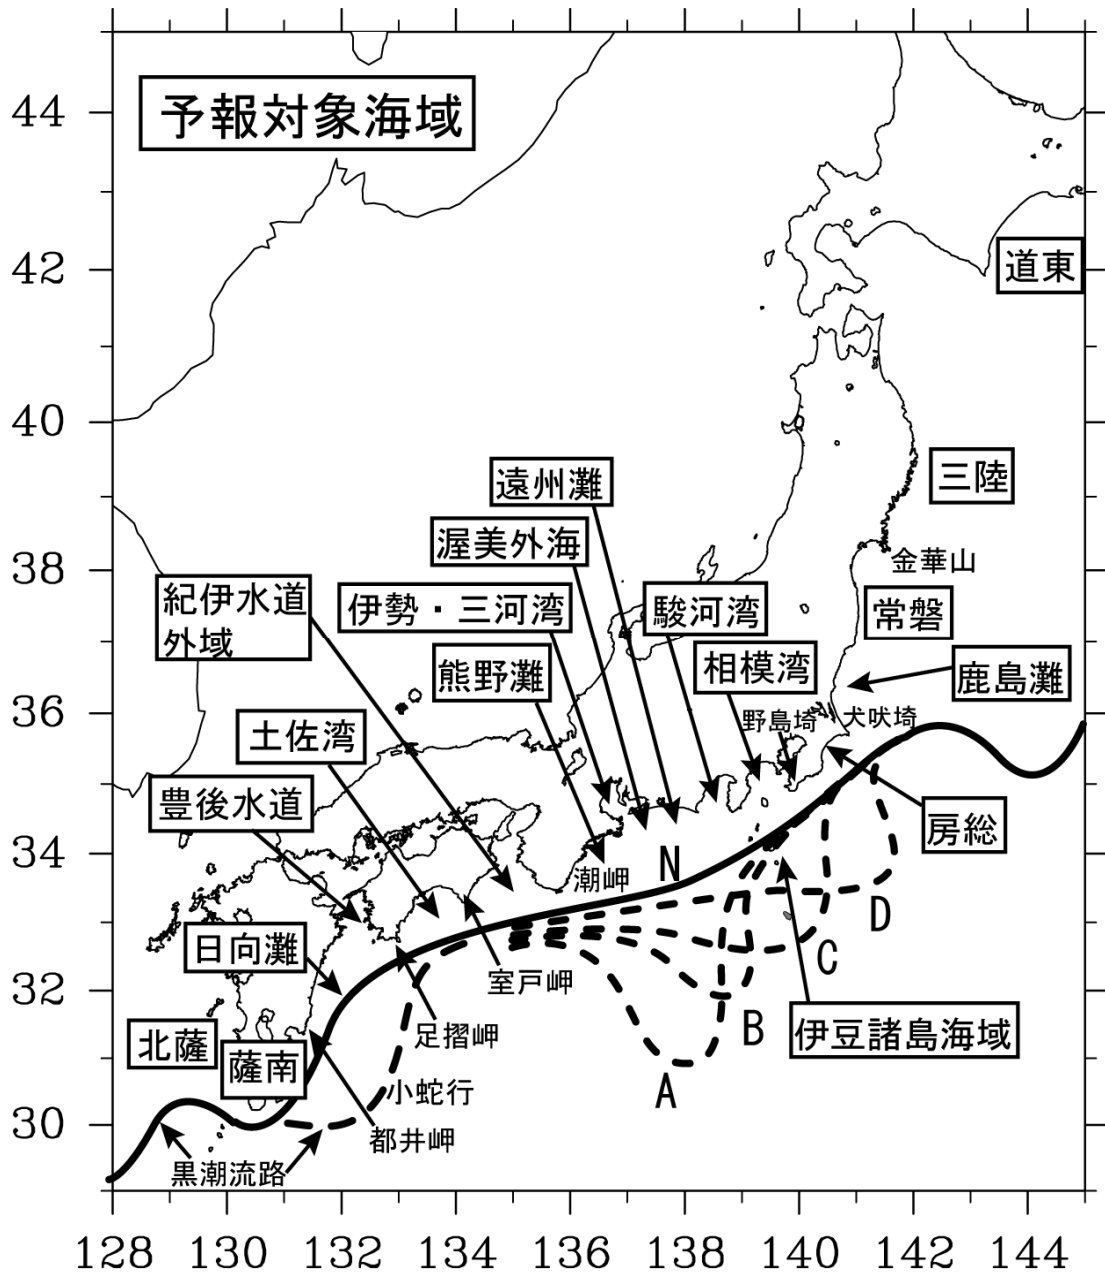 予報対象海域
44
42
40
38
36
34
32
30
道東
三陸
遠州灘
渥美外海
金華山
紀伊水道
外域
伊勢・三河湾
駿河湾
常磐
熊野灘
相模湾
鹿島灘
土佐湾
野島埼
犬吠埼
豊後水道
房総
潮岬
N
日向灘
室戸岬
D
C
北薩
薩南
足摺岬
B
伊豆諸島海域
A
小蛇行
都井岬
黒潮流路
128 130 132 134 136 138 140 142 144